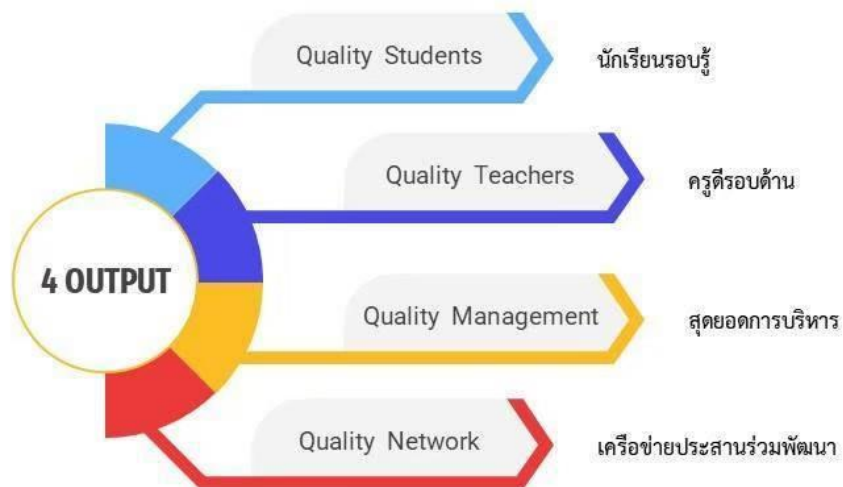 Quality Students
นักเรียนรอบรู้
Quality Teachers
ครูดีรอบด้าน
4 OUTPUT
Quality Management
สุดยอดการบริหาร
Quality Network
เครือข่ายประสานร่วมพัฒนา